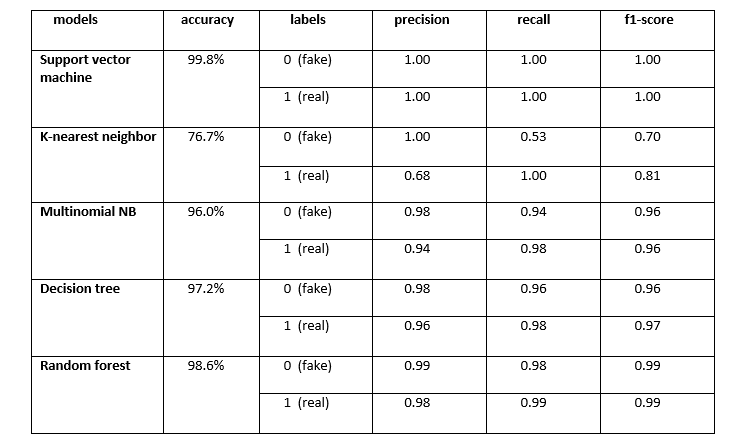 models accuracy labels precision recall f1-score
Support vector machine 99.8% 0 (fake) 1.00 1.00 1.00
1 (real) 1.00 1.00 1.00
K-nearest neighbor 76.7% 0 (fake) 1.00 0.53 0.70
1 (real) 0.68 1.00 0.81
Multinomial NB 96.0% 0 (fake) 0.98 0.94 0.96
1 (real) 0.94 0.98 0.96
Decision tree 97.2% 0 (fake) 0.98 0.96 0.96
1 (real) 0.96 0.98 0.97
Random forest 98.6% 0 (fake) 0.99 0.98 0.99
1 (real) 0.98 0.99 0.99